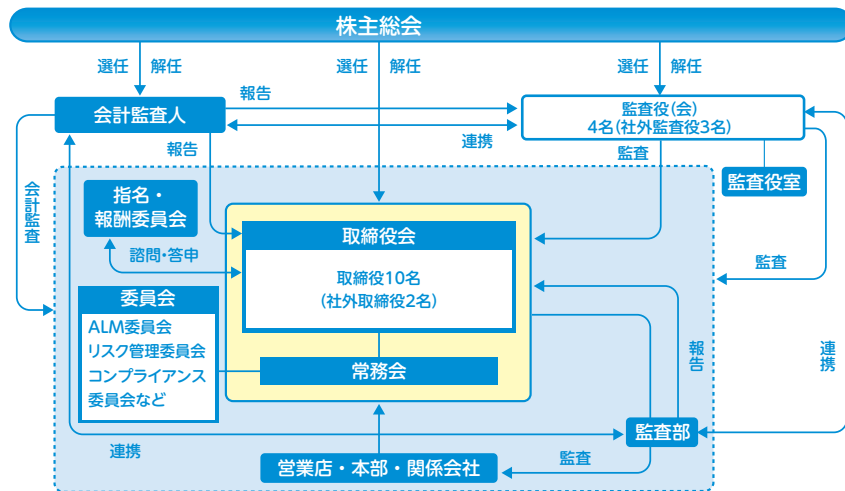 株主総会
選任 解任
選任 解任
選任 解任
会計監査人
報告
監査役(会)
4名(社外監査役3名)
連携
報告
監査
監査役室
会計監査
指名・
報酬委員会
諮問・答申
取締役会
取締役10名
(社外取締役2名)
監査
委員会
ALM委員会
リスク管理委員会
コンプライアンス
委員会など
常務会
報告
連携
監査部
連携
営業店・本部・関係会社
監査